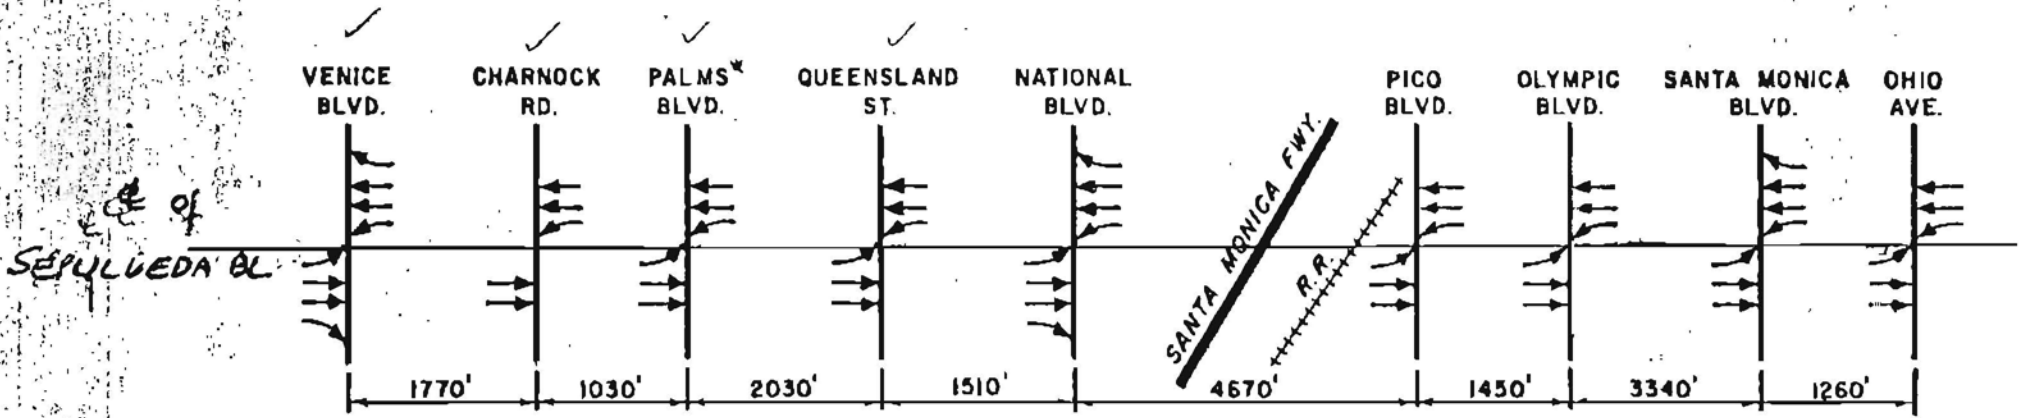 VENICE
BLVD.
CHARNOCK
RD.
PALMS*
BLVD.
QUEENSLAND
ST.
NATIONAL
BLVD.
PICO
BLVD.
OLYMPIC
BLVD.
SANTA MONICA
BLVD.
OHIO
AVE.
SANTA MONICA FWY.
R.R.
℄ of
SEPULVEDA BL
1770'
1030'
2030'
1510'
4670'
1450'
3340'
1260'